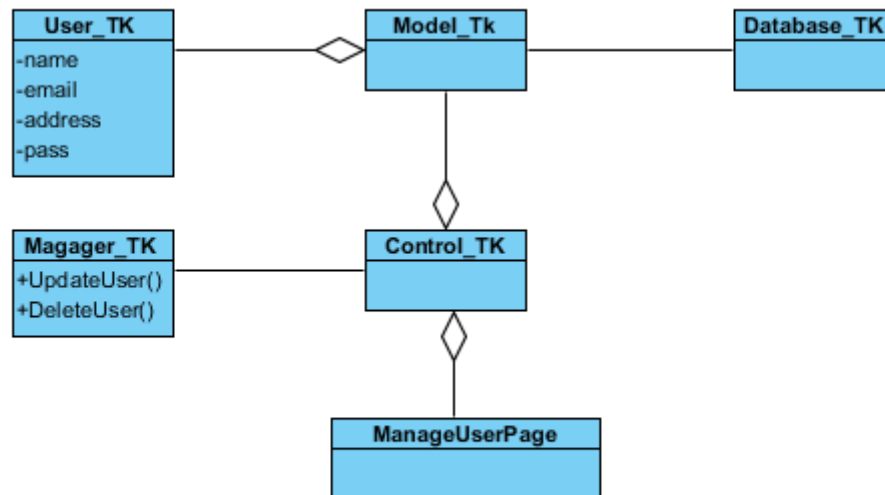 User_TK
-name
-email
-address
-pass
Model_Tk
Database_TK
Magager_TK
+UpdateUser()
+DeleteUser()
Control_TK
ManageUserPage